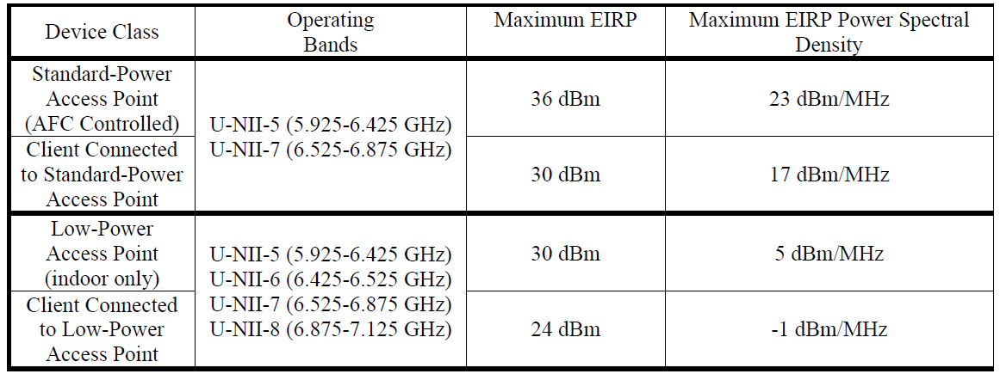 Device Class
Operating
Bands
Maximum EIRP
Maximum EIRP Power Spectral
Density
Standard-Power
Access Point
(AFC Controlled)
U-NII-5 (5.925-6.425 GHz)
U-NII-7 (6.525-6.875 GHz)
36 dBm
23 dBm/MHz
Client Connected
to Standard-Power
Access Point
30 dBm
17 dBm/MHz
Low-Power
Access Point
(indoor only)
U-NII-5 (5.925-6.425 GHz)
U-NII-6 (6.425-6.525 GHz)
U-NII-7 (6.525-6.875 GHz)
U-NII-8 (6.875-7.125 GHz)
30 dBm
5 dBm/MHz
Client Connected
to Low-Power
Access Point
24 dBm
-1 dBm/MHz